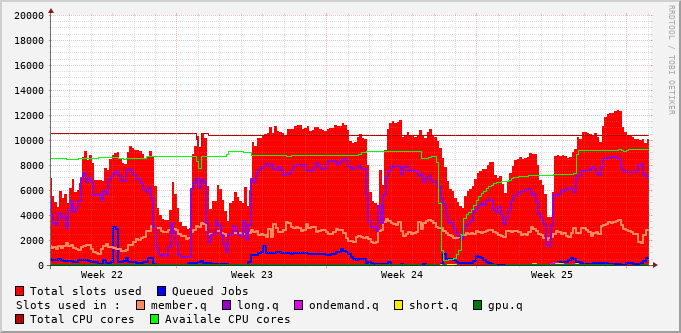 20000
18000
16000
14000
12000
10000
8000
6000
4000
2000
0
Week 22 Week 23 Week 24 Week 25
Total slots used Queued Jobs
Slots used in : member.q long.q ondemand.q short.q gpu.q
Total CPU cores Availale CPU cores
RRDTOOL / TOBI OETIKER